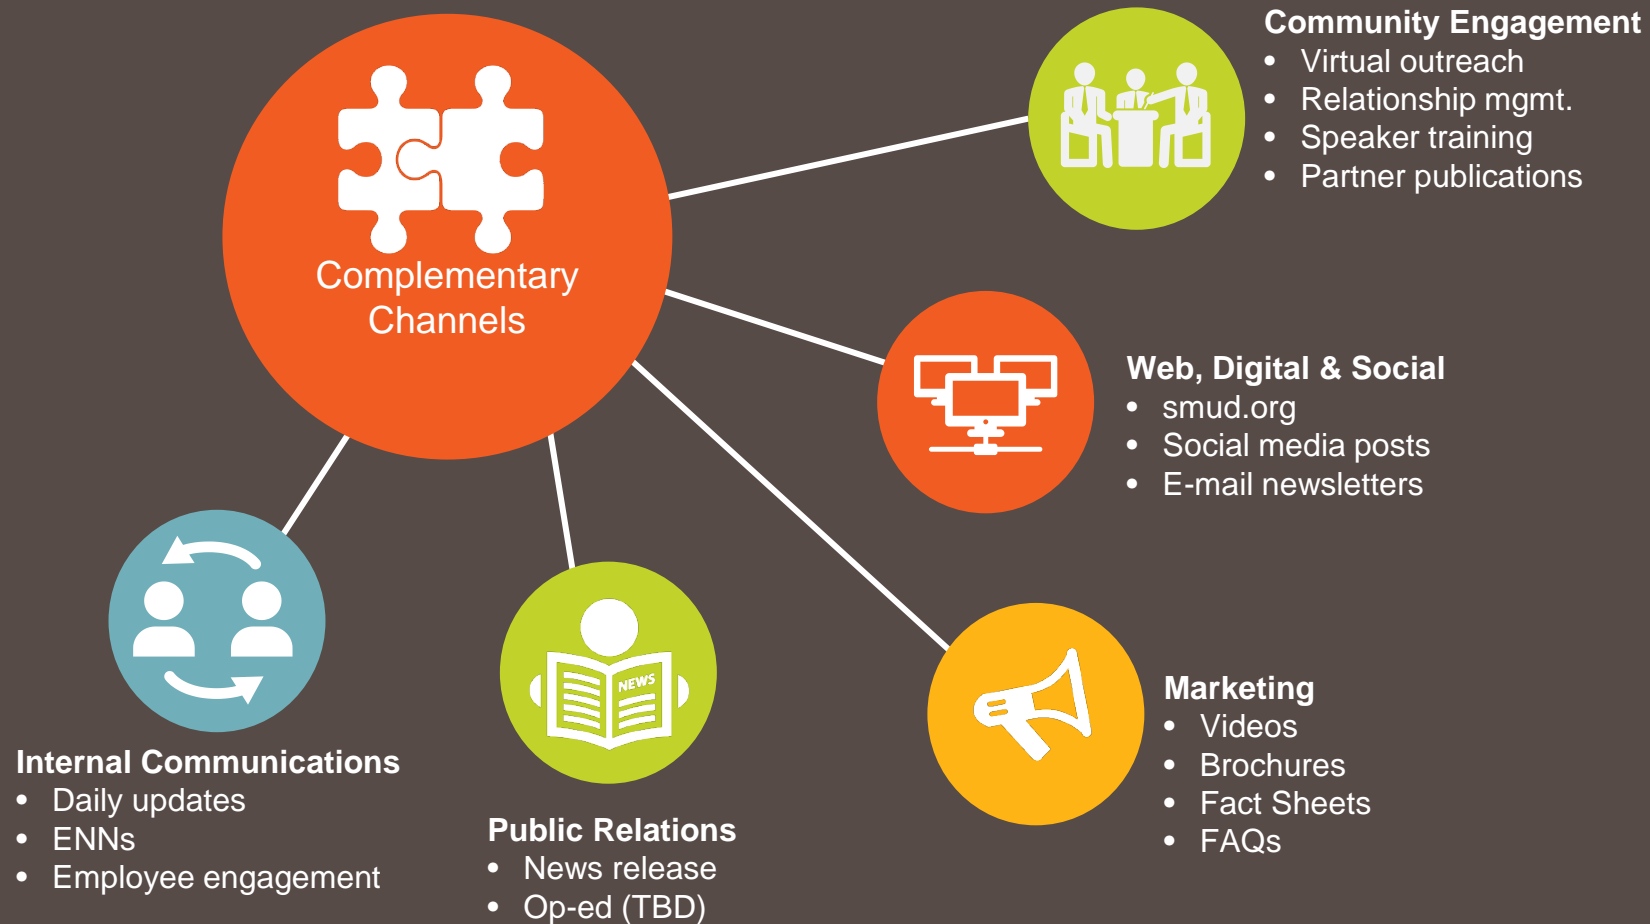 Complementary
Channels
Community Engagement
• Virtual outreach
• Relationship mgmt.
• Speaker training
• Partner publications
Web, Digital & Social
• smud.org
• Social media posts
• E-mail newsletters
Marketing
• Videos
• Brochures
• Fact Sheets
• FAQs
NEWS
Public Relations
• News release
• Op-ed (TBD)
Internal Communications
• Daily updates
• ENNs
• Employee engagement